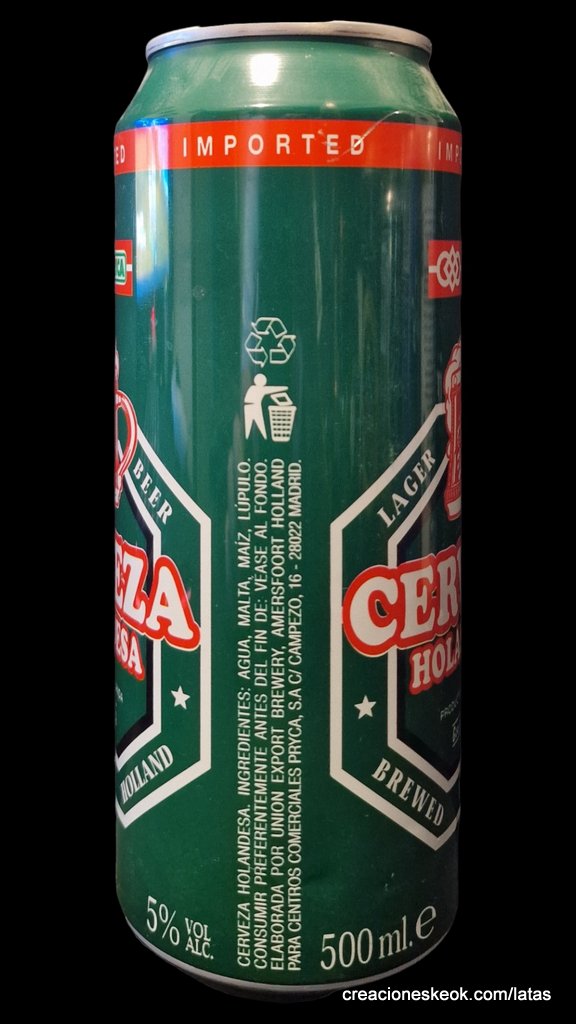 IMPORTED
BEER
LAGER
HOLLAND
BREWED
CERVEZA HOLANDESA. INGREDIENTES: AGUA, MALTA, MAÍZ, LÚPULO.
CONSUMIR PREFERENTEMENTE ANTES DEL FIN DE: VEASE AL FONDO.
ELABORADA POR UNION EXPORT BREWERY, AMERSFOORT HOLLAND
PARA CENTROS COMERCIALES PRYCA, S.A C/ CAMPEZO, 16 - 28022 MADRID.
5% VOL ALC.
500 ml. e
creacioneskeok.com/latas